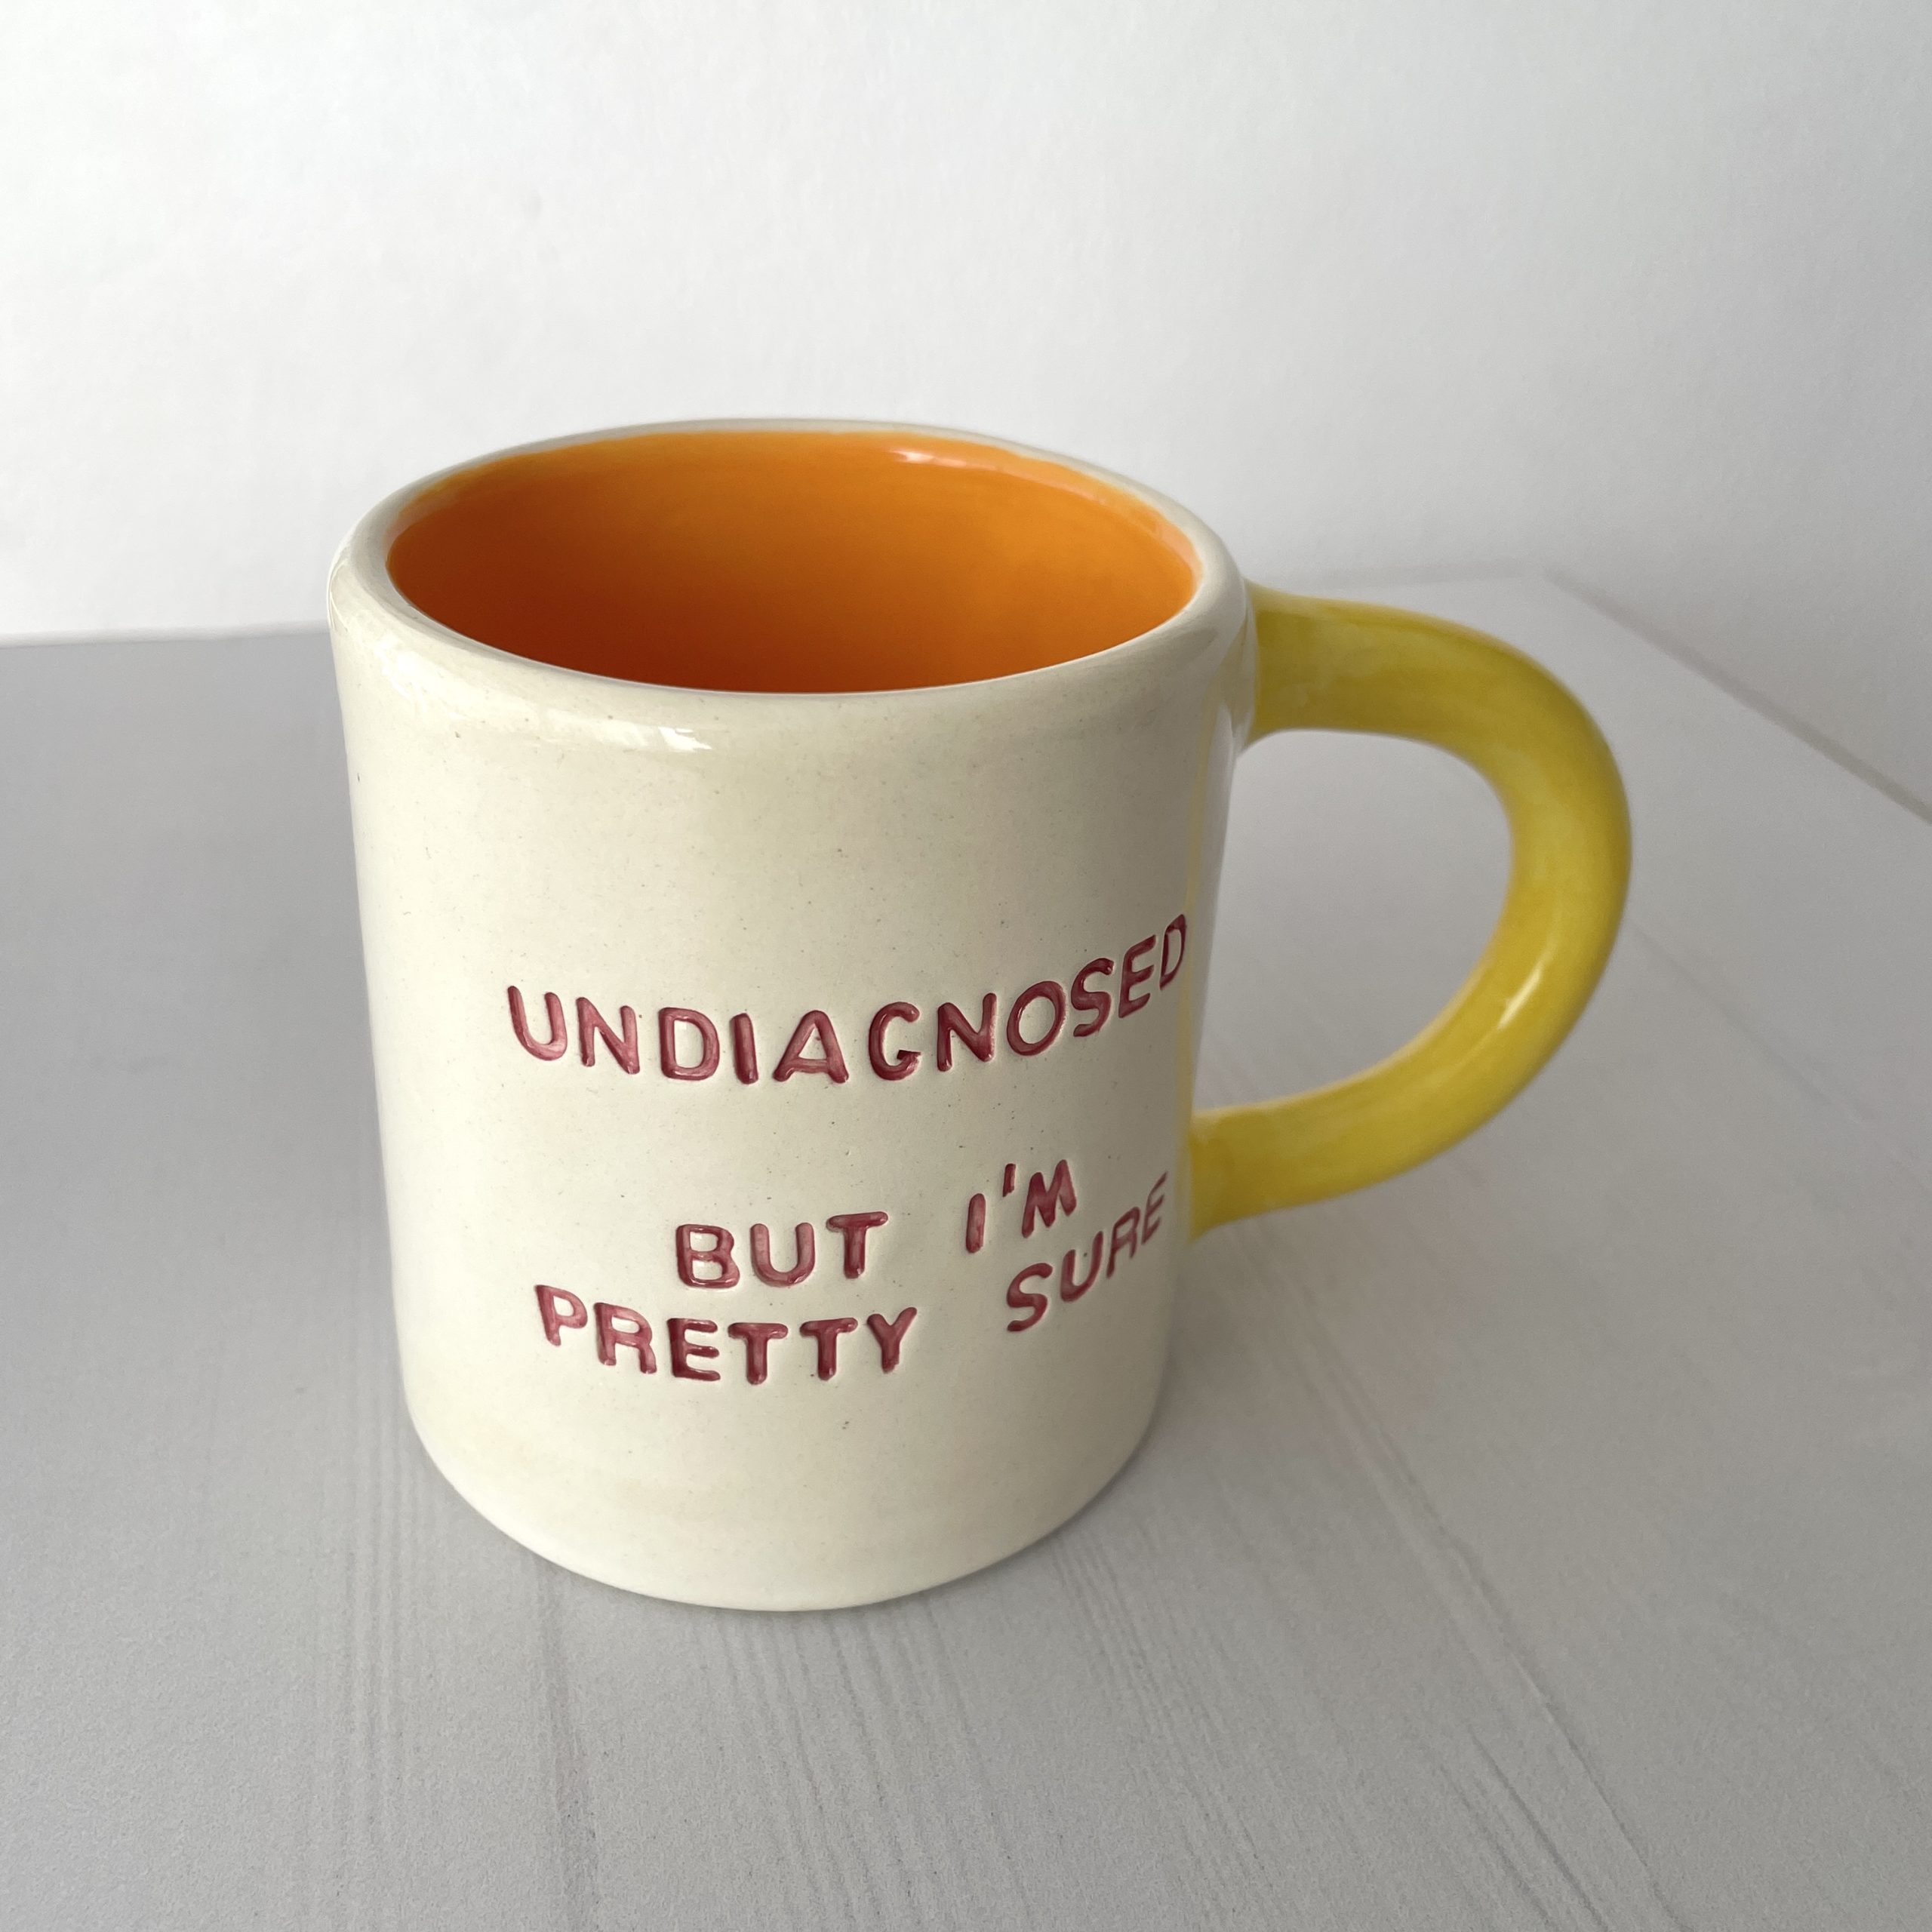 UNDIAGNOSED
BUT I'M
PRETTY SURE